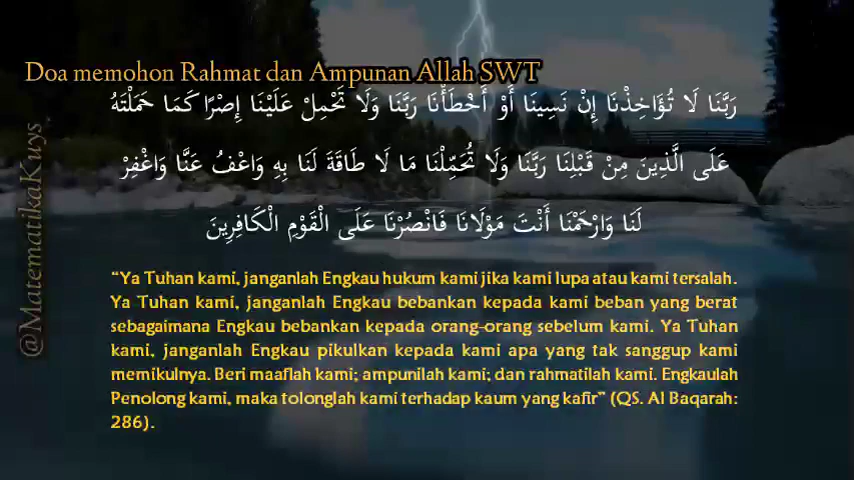 Doa memohon Rahmat dan Ampunan Allah SWT
رَبَّنَا لَا تُؤَاخِذْنَا إِنْ نَسِينَا أَوْ أَخْطَأْنَا رَبَّنَا وَلَا تَحْمِلْ عَلَيْنَا إِصْرًا كَمَا حَمَلْتَهُ
عَلَى الَّذِينَ مِنْ قَبْلِنَا رَبَّنَا وَلَا تُحَمِّلْنَا مَا لَا طَاقَةَ لَنَا بِهِ وَاعْفُ عَنَّا وَاغْفِرْ
لَنَا وَارْحَمْنَا أَنْتَ مَوْلَانَا فَانْصُرْنَا عَلَى الْقَوْمِ الْكَافِرِينَ
“Ya Tuhan kami, janganlah Engkau hukum kami jika kami lupa atau kami tersalah.
Ya Tuhan kami, janganlah Engkau bebankan kepada kami beban yang berat
sebagaimana Engkau bebankan kepada orang-orang sebelum kami. Ya Tuhan
kami, janganlah Engkau pikulkan kepada kami apa yang tak sanggup kami
memikulnya. Beri maaflah kami; ampunilah kami; dan rahmatilah kami. Engkaulah
Penolong kami, maka tolonglah kami terhadap kaum yang kafir” (QS. Al Baqarah:
286).
@MatematikaKuys